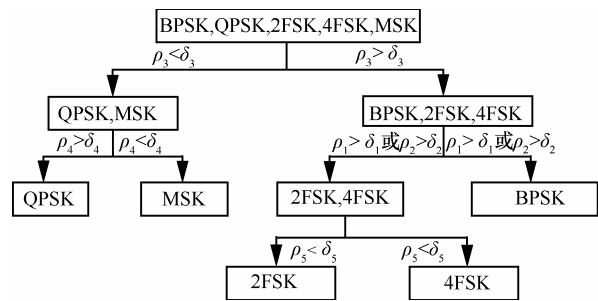 BPSK,QPSK,2FSK,4FSK,MSK
ρ₃<δ₃ ρ₃>δ₃
QPSK,MSK BPSK,2FSK,4FSK
ρ₄>δ₄ ρ₄<δ₄ ρ₁>δ₁或ρ₂>δ₂ ρ₁>δ₁或ρ₂>δ₂
QPSK MSK 2FSK,4FSK BPSK
ρ₅<δ₅ ρ₅<δ₅
2FSK 4FSK